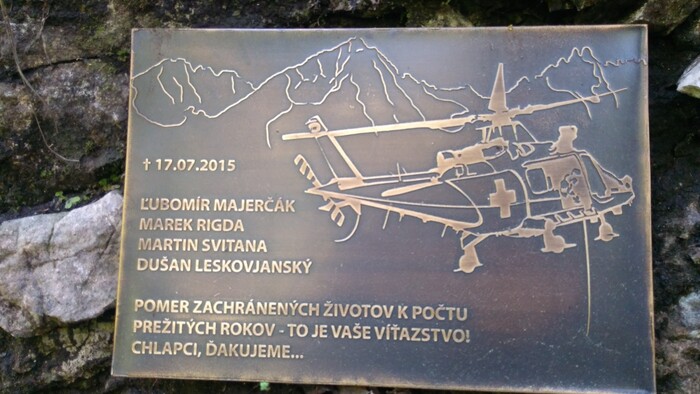 † 17.07.2015
ĽUBOMÍR MAJERČÁK
MAREK RIGDA
MARTIN SVITANA
DUŠAN LESKOVJANSKÝ
POMER ZACHRÁNENÝCH ŽIVOTOV K POČTU
PREŽITÝCH ROKOV - TO JE VAŠE VÍŤAZSTVO!
CHLAPCI, ĎAKUJEME...